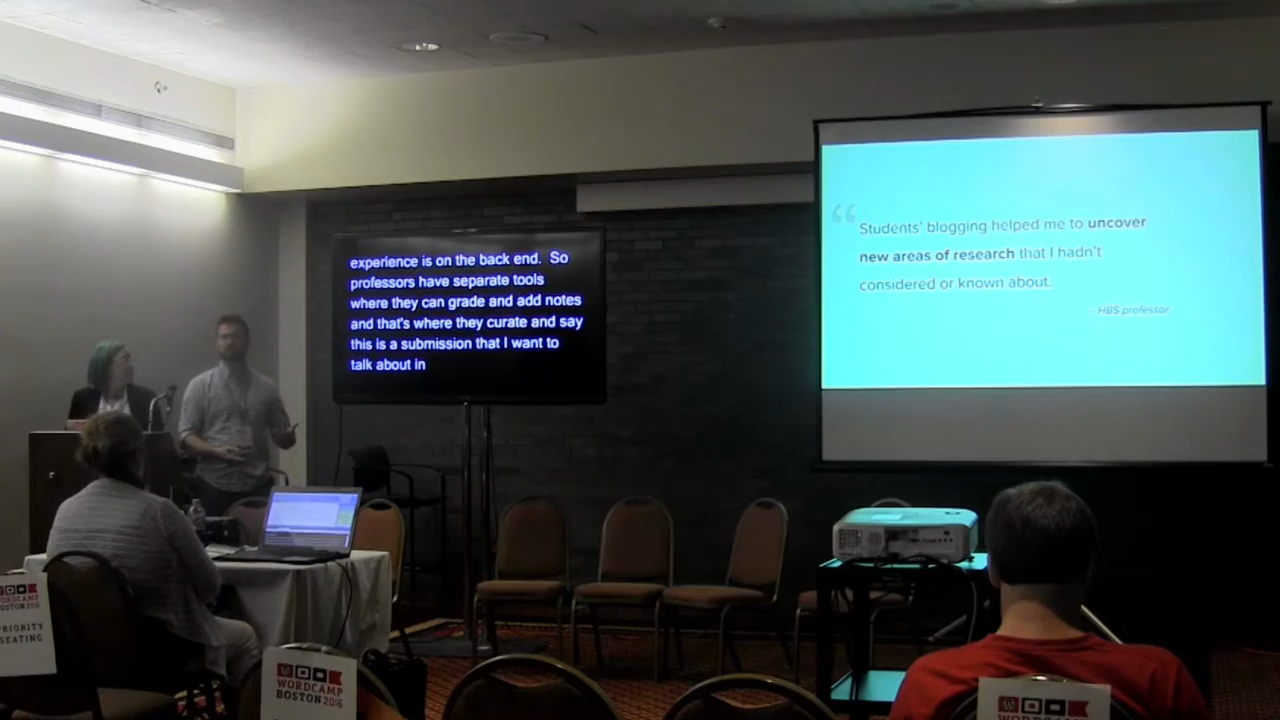 experience is on the back end. So
professors have separate tools
where they can grade and add notes
and that's where they curate and say
this is a submission that I want to
talk about in
“
Students' blogging helped me to uncover
new areas of research that I hadn't
considered or known about.
– HBS professor
WORDCAMP
BOSTON 2016
PRIORITY
SEATING
WORDCAMP
BOSTON 2016
WORDCAMP